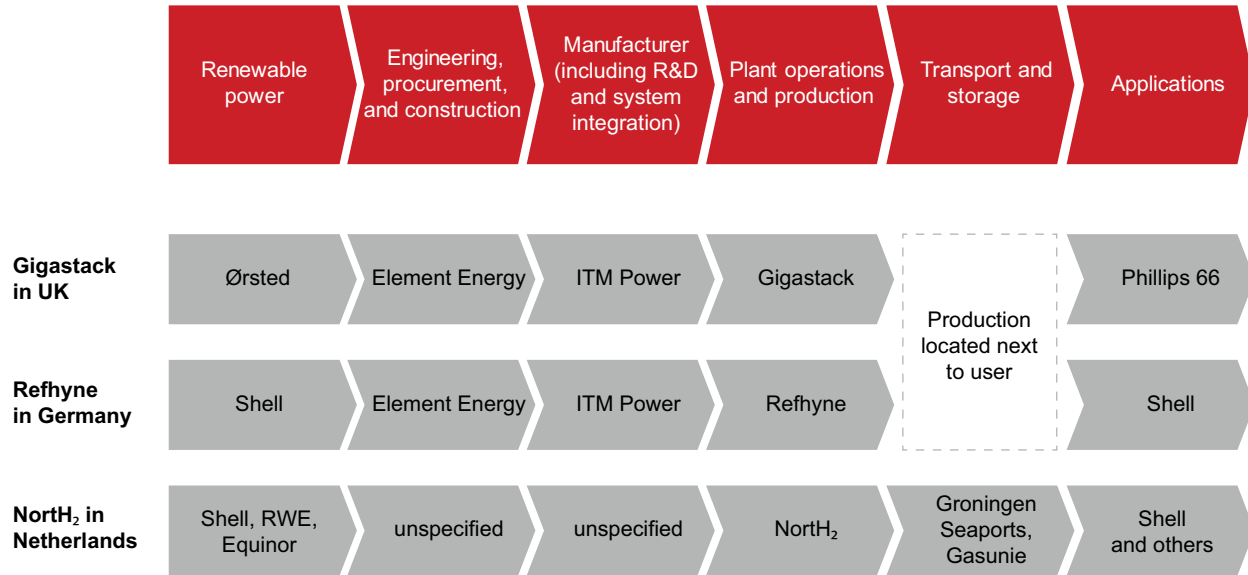 Renewable
power
Engineering,
procurement,
and construction
Manufacturer
(including R&D
and system
integration)
Plant operations
and production
Transport and
storage
Applications
Gigastack
in UK
Ørsted
Element Energy
ITM Power
Gigastack
Phillips 66
Production
located next
to user
Refhyne
in Germany
Shell
Element Energy
ITM Power
Refhyne
Shell
NortH₂ in
Netherlands
Shell, RWE,
Equinor
unspecified
unspecified
NortH₂
Groningen
Seaports,
Gasunie
Shell
and others